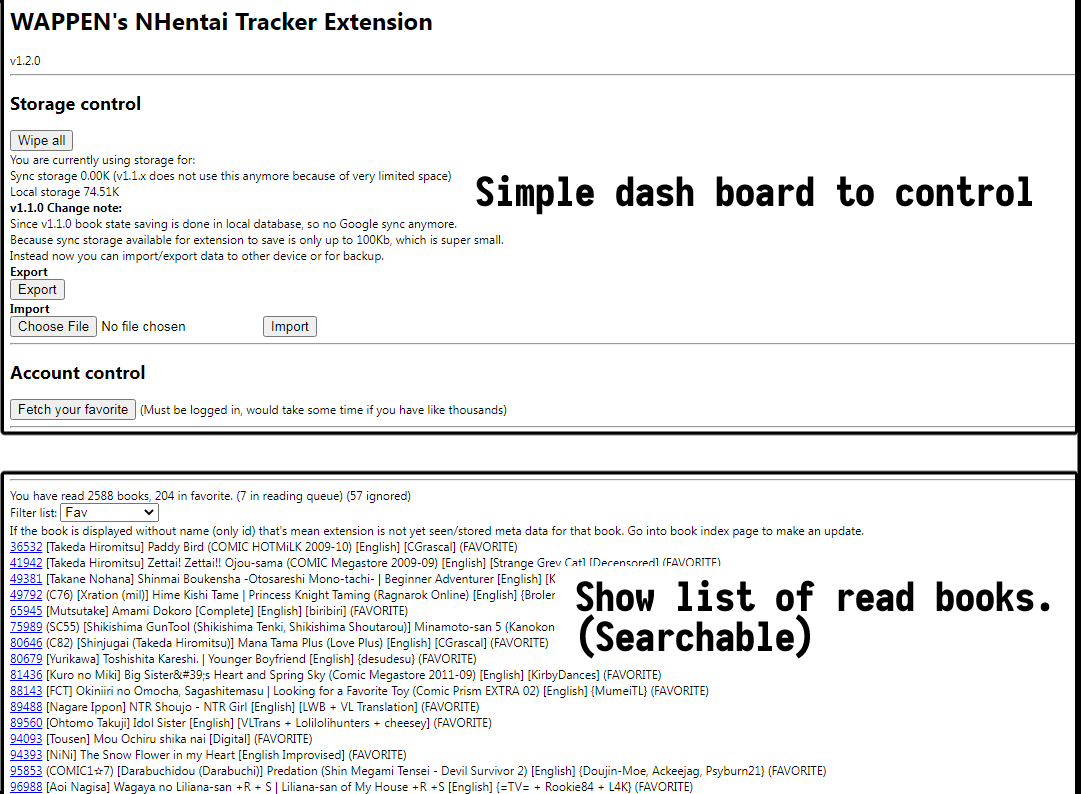 WAPPEN's NHentai Tracker Extension
v1.2.0
Storage control
Wipe all
You are currently using storage for:
Sync storage 0.00K (v1.1.x does not use this anymore because of very limited space)
Local storage 74.51K
v1.1.0 Change note:
Since v1.1.0 book state saving is done in local database, so no Google sync anymore.
Because sync storage available for extension to save is only up to 100Kb, which is super small.
Instead now you can import/export data to other device or for backup.
Export
Export
Import
Choose File No file chosen Import
Simple dash board to control
Account control
Fetch your favorite (Must be logged in, would take some time if you have like thousands)
You have read 2588 books, 204 in favorite. (7 in reading queue) (57 ignored)
Filter list: Fav
If the book is displayed without name (only id) that's mean extension is not yet seen/stored meta data for that book. Go into book index page to make an update.
36532 [Takeda Hiromitsu] Paddy Bird (COMIC HOTMiLK 2009-10) [English] [CGrascal] (FAVORITE)
41942 [Takeda Hiromitsu] Zettai! Zettai!! Ojou-sama (COMIC Megastore 2009-09) [English] [Strange Grey Cat] [Decensored] (FAVORITE)
49381 [Takane Nohana] Shinmai Boukensha -Otosareshi Mono-tachi- | Beginner Adventurer [English] [K
49792 (C76) [Xration (mil)] Hime Kishi Tame | Princess Knight Taming (Ragnarok Online) [English] {Broler
65945 [Mutsutake] Amami Dokoro [Complete] [English] [biribiri] (FAVORITE)
75989 (SC55) [Shikishima GunTool (Shikishima Tenki, Shikishima Shoutarou)] Minamoto-san 5 (Kanokon
80646 (C82) [Shinjugai (Takeda Hiromitsu)] Mana Tama Plus (Love Plus) [English] [CGrascal] (FAVORITE)
80679 [Yurikawa] Toshishita Kareshi. | Younger Boyfriend [English] {desudesu} (FAVORITE)
81436 [Kuro no Miki] Big Sister&#39;s Heart and Spring Sky (Comic Megastore 2011-09) [English] [KirbyDances] (FAVORITE)
88143 [FCT] Okiniiri no Omocha, Sagashitemasu | Looking for a Favorite Toy (Comic Prism EXTRA 02) [English] {MumeiTL} (FAVORITE)
89488 [Nagare Ippon] NTR Shoujo - NTR Girl [English] [LWB + VL Translation] (FAVORITE)
89560 [Ohtomo Takuji] Idol Sister [English] [VLTrans + Lolilolihunters + cheesey] (FAVORITE)
94093 [Tousen] Mou Ochiru shika nai [Digital] (FAVORITE)
94393 [NiNi] The Snow Flower in my Heart [English Improvised] (FAVORITE)
95853 (COMIC1☆7) [Darabuchidou (Darabuchi)] Predation (Shin Megami Tensei - Devil Survivor 2) [English] {Doujin-Moe, Ackeejag, Psyburn21} (FAVORITE)
96988 [Aoi Nagisa] Wagaya no Liliana-san +R + S | Liliana-san of My House +R +S [English] {=TV= + Rookie84 + L4K} (FAVORITE)
Show list of read books.
(Searchable)